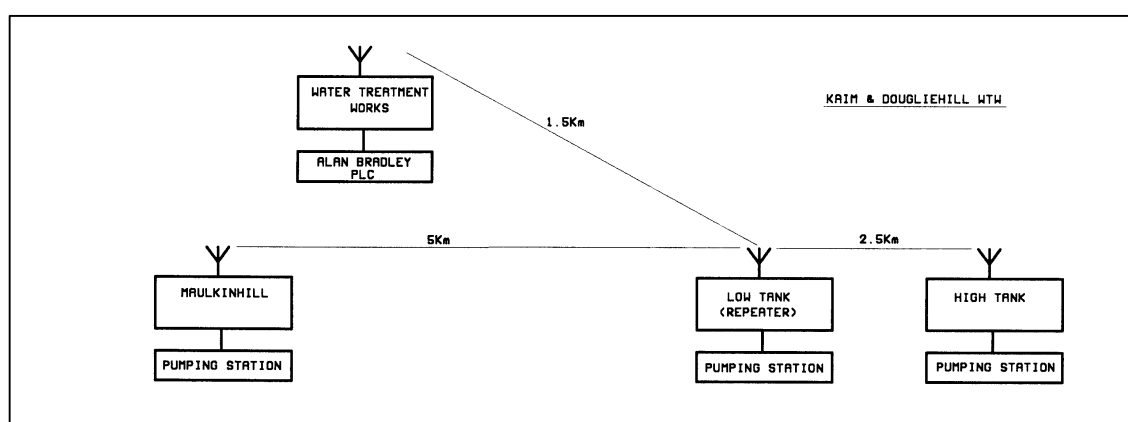 WATER TREATMENT
WORKS
KAIM & DOUGLIEHILL WTW
1.5Km
ALAN BRADLEY
PLC
5Km
2.5Km
MAULKINHILL
LOW TANK
(REPEATER)
HIGH TANK
PUMPING STATION
PUMPING STATION
PUMPING STATION